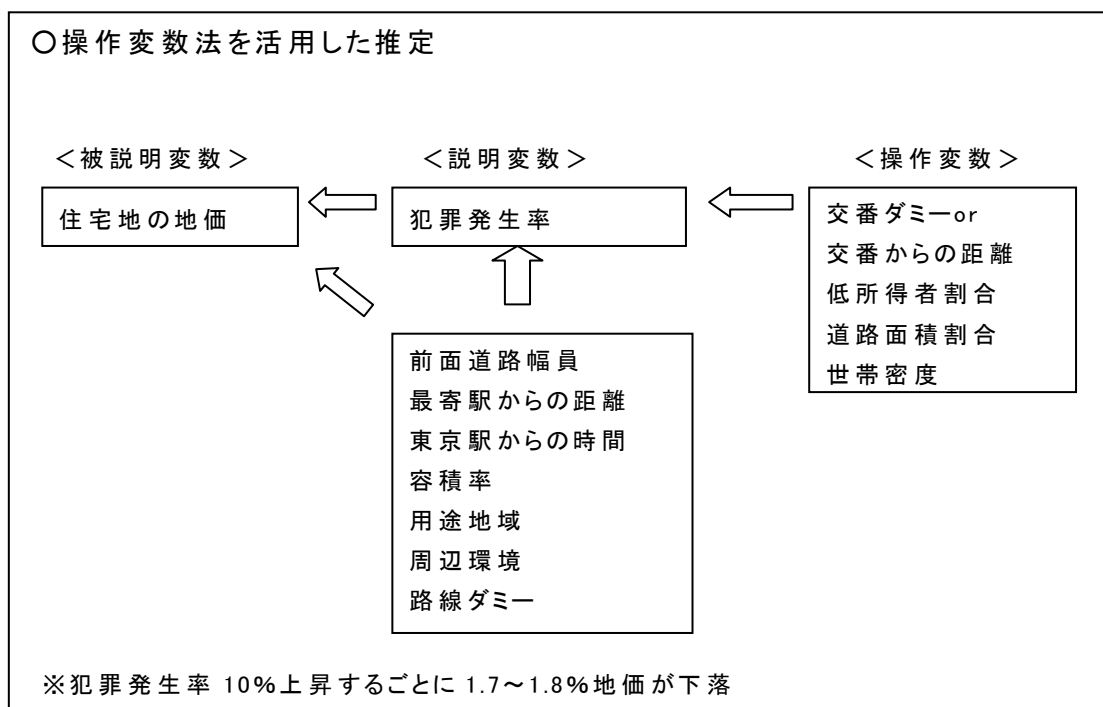 〇操作変数法を活用した推定
＜被説明変数＞
＜説明変数＞
＜操作変数＞
住宅地の地価
犯罪発生率
交番ダミーor
交番からの距離
低所得者割合
道路面積割合
世帯密度
前面道路幅員
最寄駅からの距離
東京駅からの時間
容積率
用途地域
周辺環境
路線ダミー
※犯罪発生率 10%上昇するごとに 1.7～1.8%地価が下落